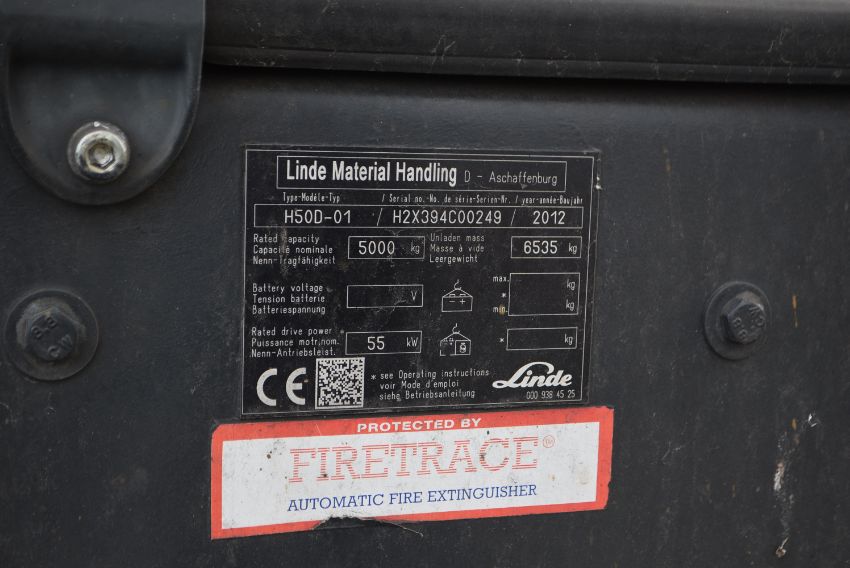 Linde Material Handling D - Aschaffenburg
Type-Modèle-Typ / Serial no.-No. de série-Serien-Nr. / year-année-Baujahr
H50D-01 / H2X394C00249 / 2012
Rated capacity
Capacité nominale
Nenn-Tragfähigkeit
5000 kg
Unladen mass
Masse à vide
Leergewicht
6535 kg
Battery voltage
Tension batterie
Batteriespannung
V
max. kg
*
min. kg
Rated drive power
Puissance motr.nom.
Nenn-Antriebsleist.
55 kW
* kg
CE
* see Operating instructions
voir Mode d'emploi
siehe Betriebsanleitung
Linde
000 938 45 25
PROTECTED BY
FIRETRACE
AUTOMATIC FIRE EXTINGUISHER
8.8